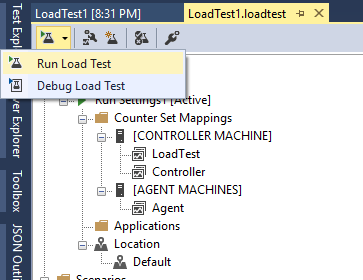 LoadTest1 [8:31 PM]
LoadTest1.loadtest
Run Load Test
Debug Load Test
Run Settings1 [Active]
Counter Set Mappings
[CONTROLLER MACHINE]
LoadTest
Controller
[AGENT MACHINES]
Agent
Applications
Location
Default
Scenarios
Test Explorer
Server Explorer
Toolbox
JSON Outli